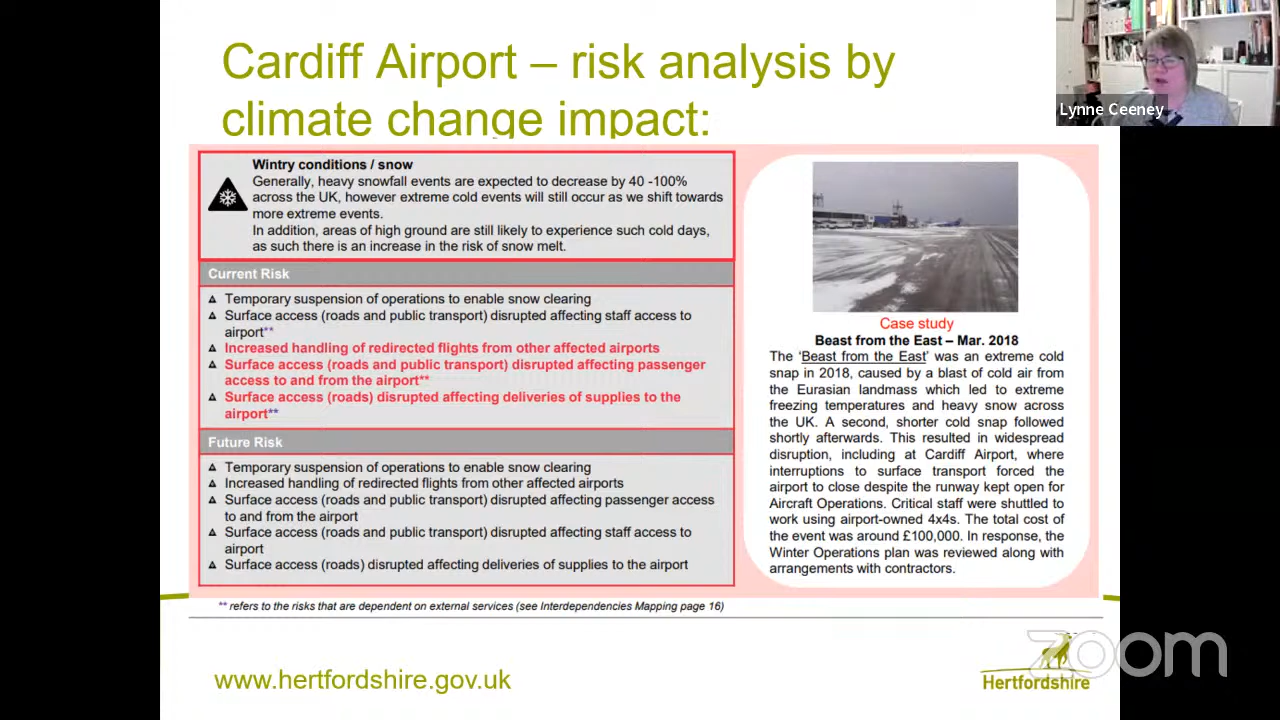 Cardiff Airport – risk analysis by
climate change impact:
Lynne Ceeney
Wintry conditions / snow
Generally, heavy snowfall events are expected to decrease by 40 -100%
across the UK, however extreme cold events will still occur as we shift towards
more extreme events.
In addition, areas of high ground are still likely to experience such cold days,
as such there is an increase in the risk of snow melt.
Current Risk
Temporary suspension of operations to enable snow clearing
Surface access (roads and public transport) disrupted affecting staff access to
airport**
Increased handling of redirected flights from other affected airports
Surface access (roads and public transport) disrupted affecting passenger
access to and from the airport**
Surface access (roads) disrupted affecting deliveries of supplies to the
airport**
Future Risk
Temporary suspension of operations to enable snow clearing
Increased handling of redirected flights from other affected airports
Surface access (roads and public transport) disrupted affecting passenger access
to and from the airport
Surface access (roads and public transport) disrupted affecting staff access to
airport
Surface access (roads) disrupted affecting deliveries of supplies to the airport
Case study
Beast from the East – Mar. 2018
The ‘Beast from the East’ was an extreme cold
snap in 2018, caused by a blast of cold air from
the Eurasian landmass which led to extreme
freezing temperatures and heavy snow across
the UK. A second, shorter cold snap followed
shortly afterwards. This resulted in widespread
disruption, including at Cardiff Airport, where
interruptions to surface transport forced the
airport to close despite the runway kept open for
Aircraft Operations. Critical staff were shuttled to
work using airport-owned 4x4s. The total cost of
the event was around £100,000. In response, the
Winter Operations plan was reviewed along with
arrangements with contractors.
** refers to the risks that are dependent on external services (see Interdependencies Mapping page 16)
www.hertfordshire.gov.uk
zoom
Hertfordshire